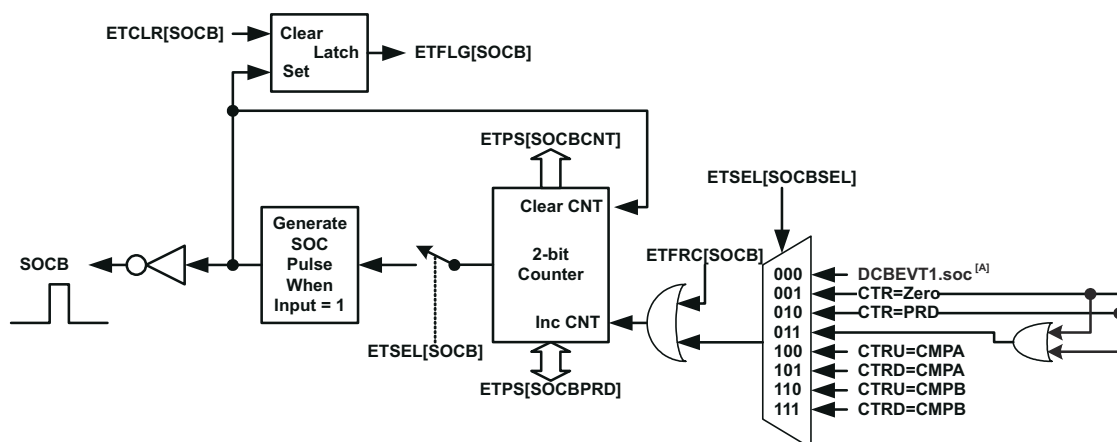 ETCLR[SOCB]
Clear
Latch
Set
ETFLG[SOCB]
ETPS[SOCBCNT]
ETSEL[SOCBSEL]
Clear CNT
2-bit
Counter
Inc CNT
Generate
SOC
Pulse
When
Input = 1
SOCB
ETSEL[SOCB]
ETPS[SOCBPRD]
ETFRC[SOCB]
000 DCBEVT1.soc [A]
001 CTR=Zero
010 CTR=PRD
011
100 CTRU=CMPA
101 CTRD=CMPA
110 CTRU=CMPB
111 CTRD=CMPB